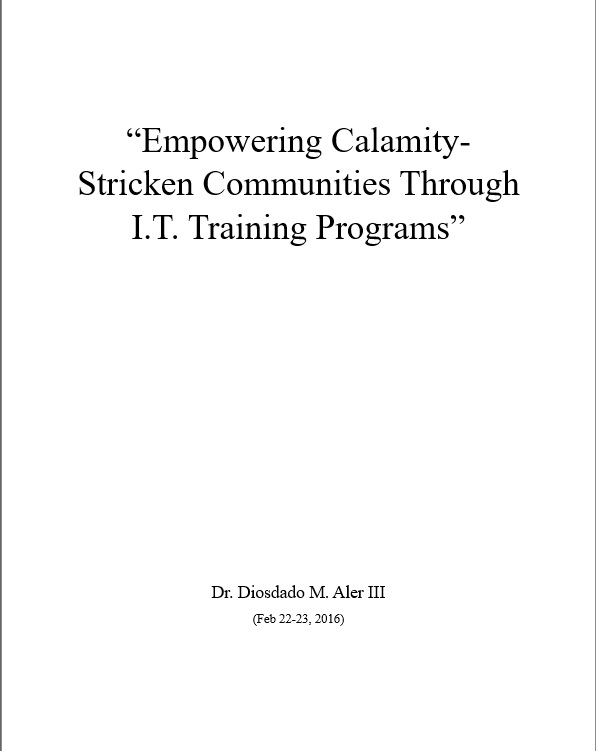 “Empowering Calamity-
Stricken Communities Through
I.T. Training Programs”
Dr. Diosdado M. Aler III
(Feb 22-23, 2016)